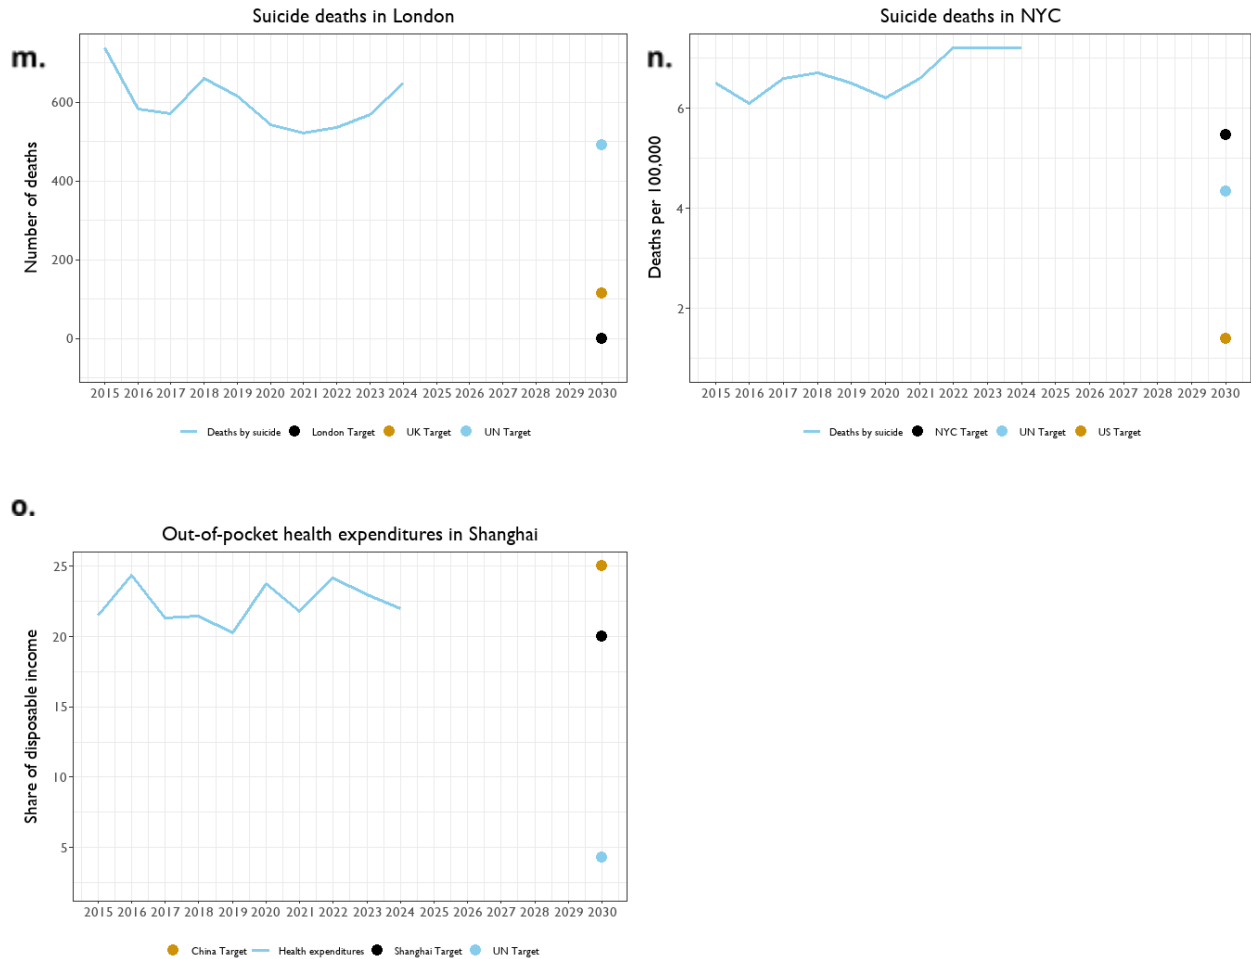 m.
Suicide deaths in London
Number of deaths
600
400
200
0
2015 2016 2017 2018 2019 2020 2021 2022 2023 2024 2025 2026 2027 2028 2029 2030
Deaths by suicide London Target UK Target UN Target
n.
Suicide deaths in NYC
Deaths per 100,000
6
4
2
2015 2016 2017 2018 2019 2020 2021 2022 2023 2024 2025 2026 2027 2028 2029 2030
Deaths by suicide NYC Target UN Target US Target
o.
Out-of-pocket health expenditures in Shanghai
Share of disposable income
25
20
15
10
5
2015 2016 2017 2018 2019 2020 2021 2022 2023 2024 2025 2026 2027 2028 2029 2030
China Target Health expenditures Shanghai Target UN Target